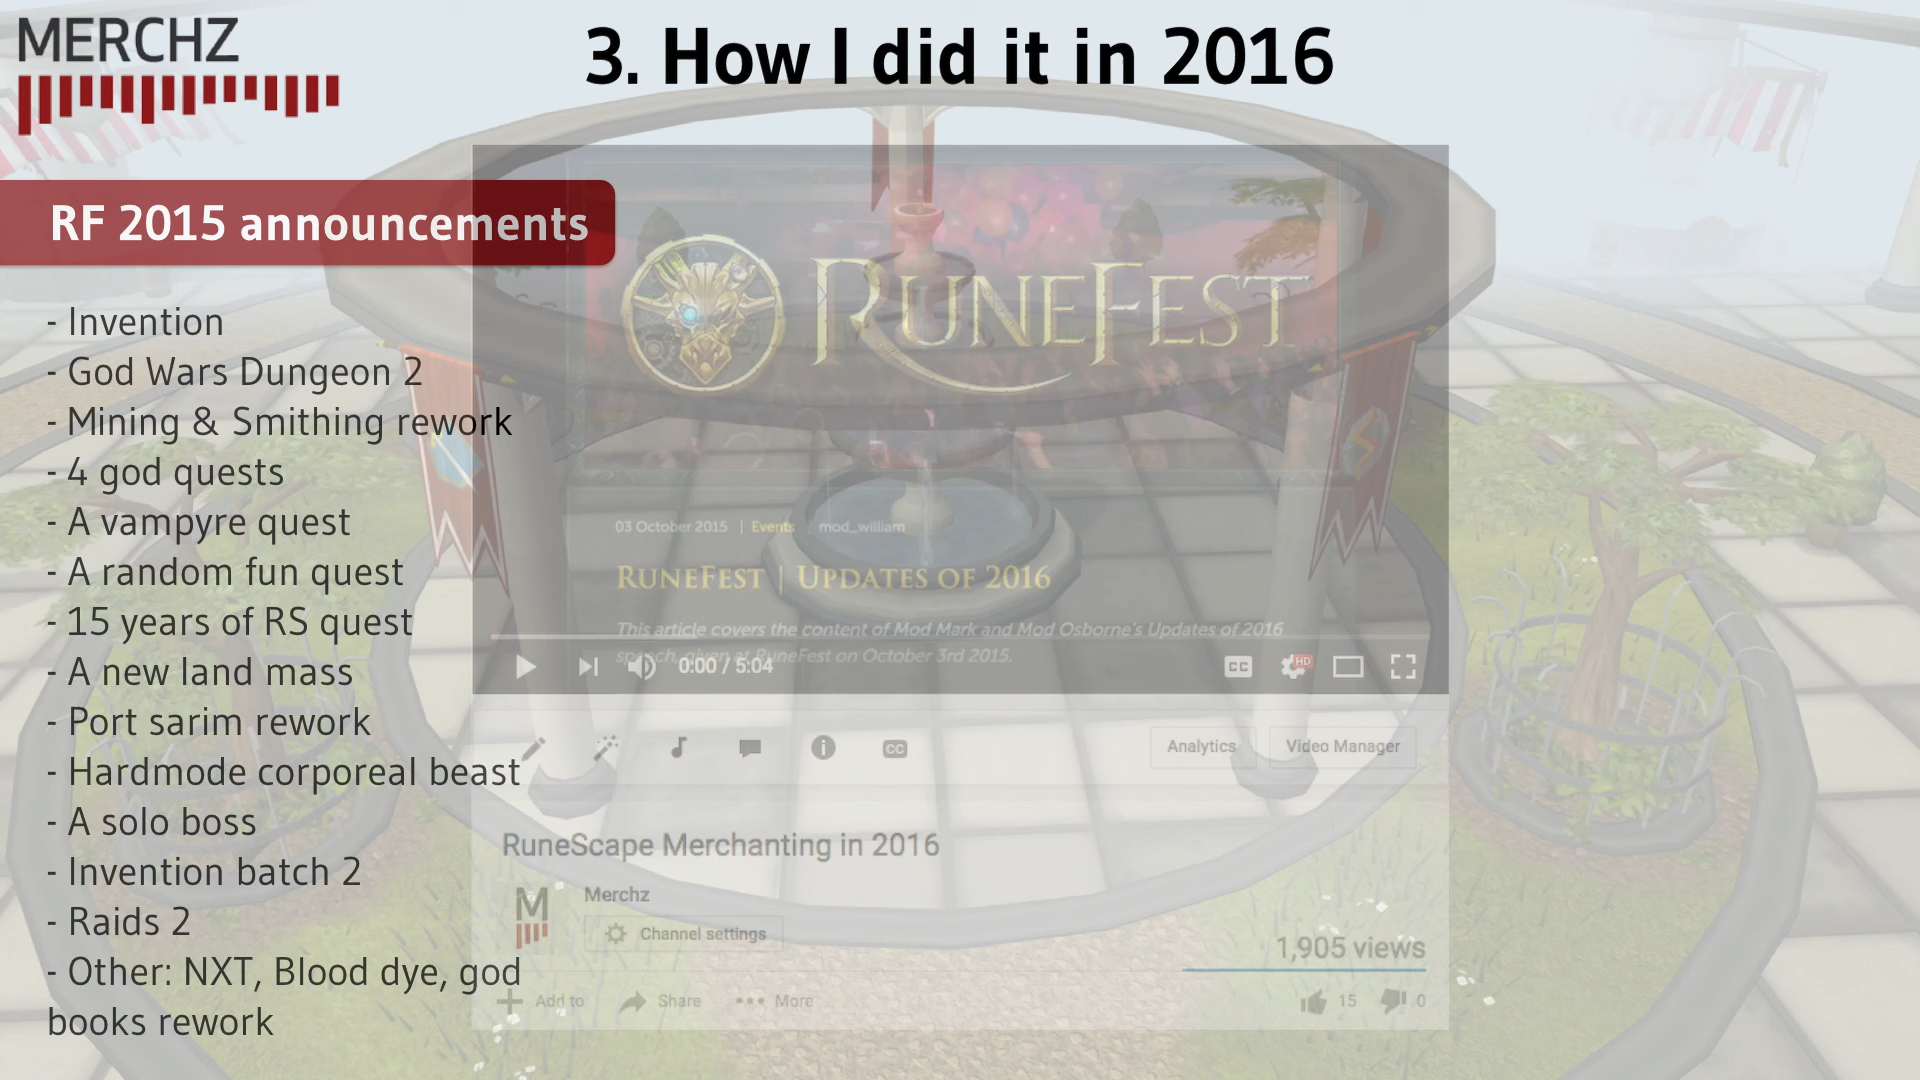 MERCHZ
3. How I did it in 2016
RF 2015 announcements
- Invention
- God Wars Dungeon 2
- Mining & Smithing rework
- 4 god quests
- A vampyre quest
- A random fun quest
- 15 years of RS quest
- A new land mass
- Port sarim rework
- Hardmode corporeal beast
- A solo boss
- Invention batch 2
- Raids 2
- Other: NXT, Blood dye, god
books rework
RUNEFEST
03 October 2015 | Events | mod_william
RUNEFEST | UPDATES OF 2016
This article covers the content of Mod Mark and Mod Osborne's Updates of 2016
speech, given at RuneFest on October 3rd 2015.
0:00 / 5:04
CC
HD
CC
Analytics
Video Manager
RuneScape Merchanting in 2016
M
Merchz
Channel settings
1,905 views
Add to
Share
More
15
0